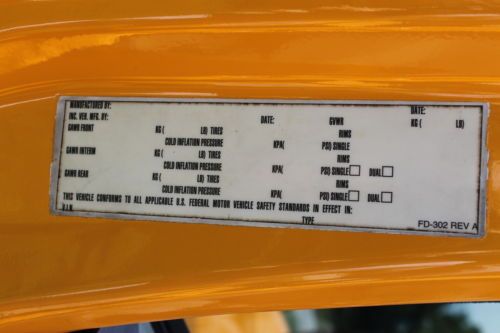 MANUFACTURED BY: DATE:
INC. VEH. MFG. BY: DATE: GVWR KG ( LB)
GAWR FRONT KG ( LB) TIRES RIMS
COLD INFLATION PRESSURE KPA( PSI) SINGLE
GAWR INTERM KG ( LB) TIRES RIMS
COLD INFLATION PRESSURE KPA( PSI) SINGLE DUAL
GAWR REAR KG ( LB) TIRES RIMS
COLD INFLATION PRESSURE KPA( PSI) SINGLE DUAL
THIS VEHICLE CONFORMS TO ALL APPLICABLE U.S. FEDERAL MOTOR VEHICLE SAFETY STANDARDS IN EFFECT IN:
V.I.N. TYPE
FD-302 REV A